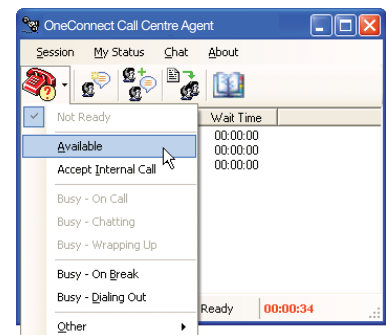 OneConnect Call Centre Agent
Session My Status Chat About
Not Ready
Wait Time
Available
00:00:00
00:00:00
Accept Internal Call
00:00:00
Busy - On Call
Busy - Chatting
Busy - Wrapping Up
Busy - On Break
Busy - Dialing Out
Ready 00:00:34
Other